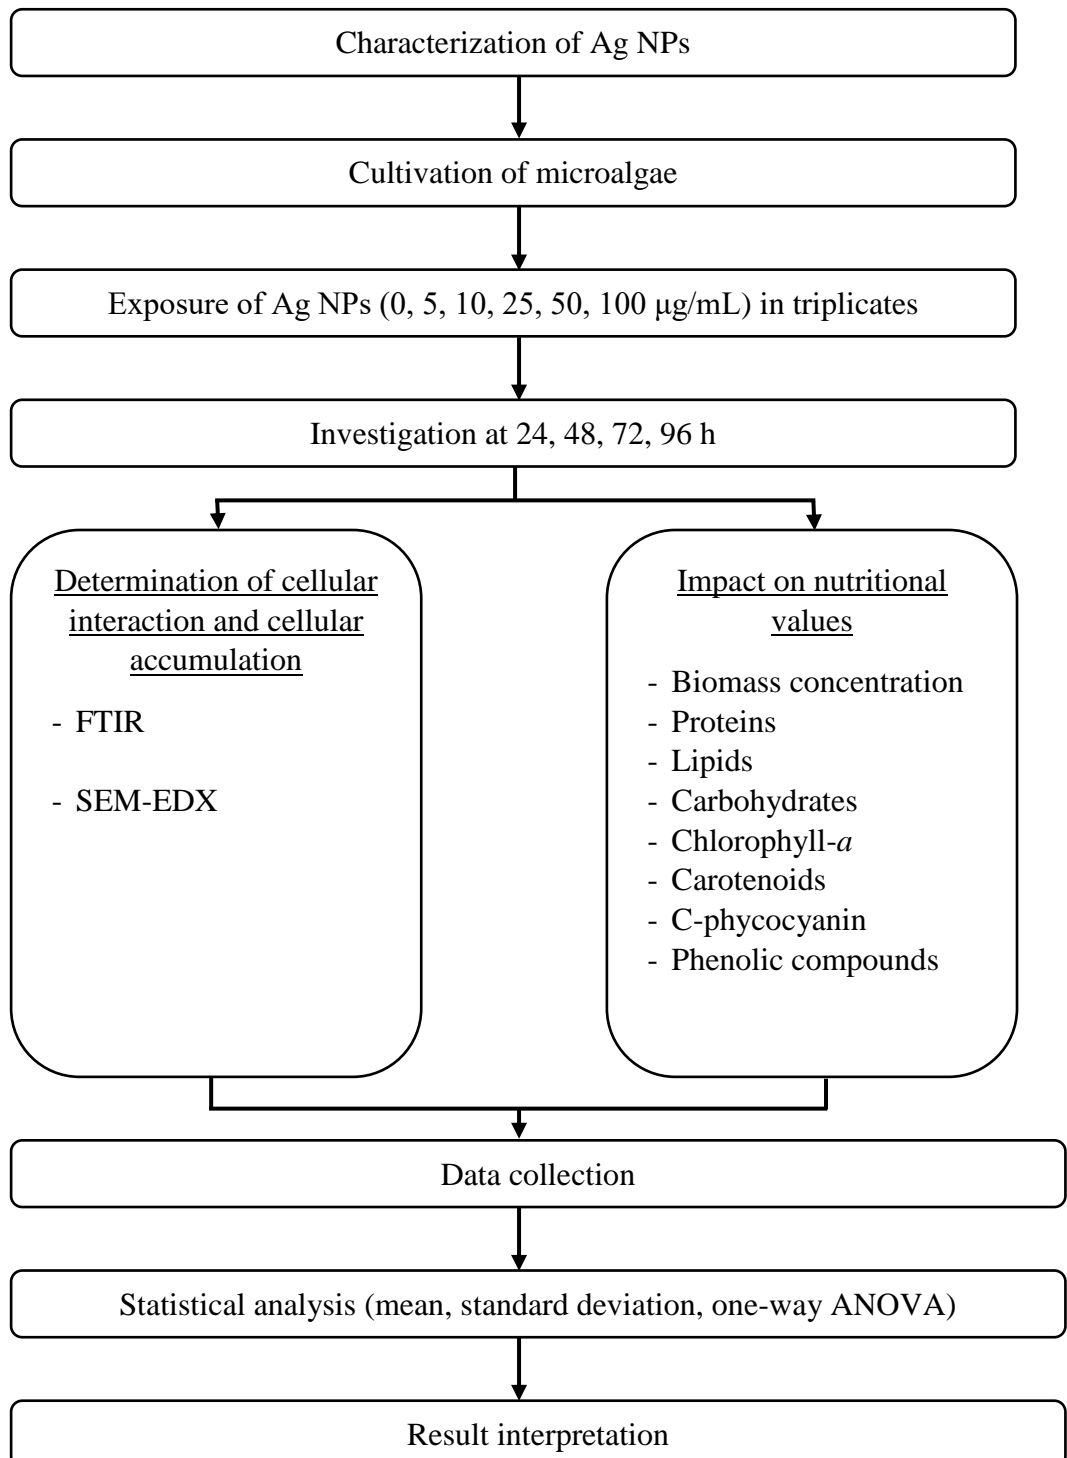 Characterization of Ag NPs
Cultivation of microalgae
Exposure of Ag NPs (0, 5, 10, 25, 50, 100 μg/mL) in triplicates
Investigation at 24, 48, 72, 96 h
Determination of cellular
interaction and cellular
accumulation
- FTIR
- SEM-EDX
Impact on nutritional
values
- Biomass concentration
- Proteins
- Lipids
- Carbohydrates
- Chlorophyll-a
- Carotenoids
- C-phycocyanin
- Phenolic compounds
Data collection
Statistical analysis (mean, standard deviation, one-way ANOVA)
Result interpretation